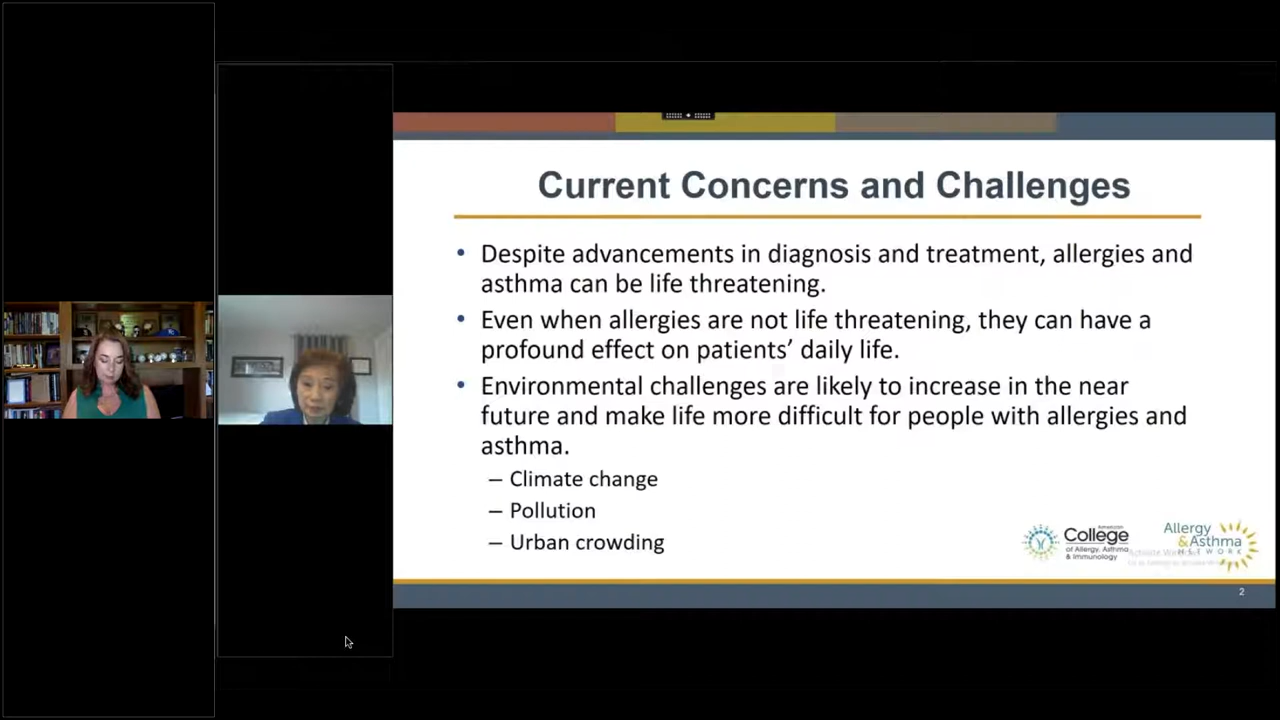 Current Concerns and Challenges
• Despite advancements in diagnosis and treatment, allergies and
asthma can be life threatening.
• Even when allergies are not life threatening, they can have a
profound effect on patients’ daily life.
• Environmental challenges are likely to increase in the near
future and make life more difficult for people with allergies and
asthma.
– Climate change
– Pollution
– Urban crowding
American
College
of Allergy, Asthma
& Immunology
Allergy
& Asthma
NETWORK
Activate Windows
2